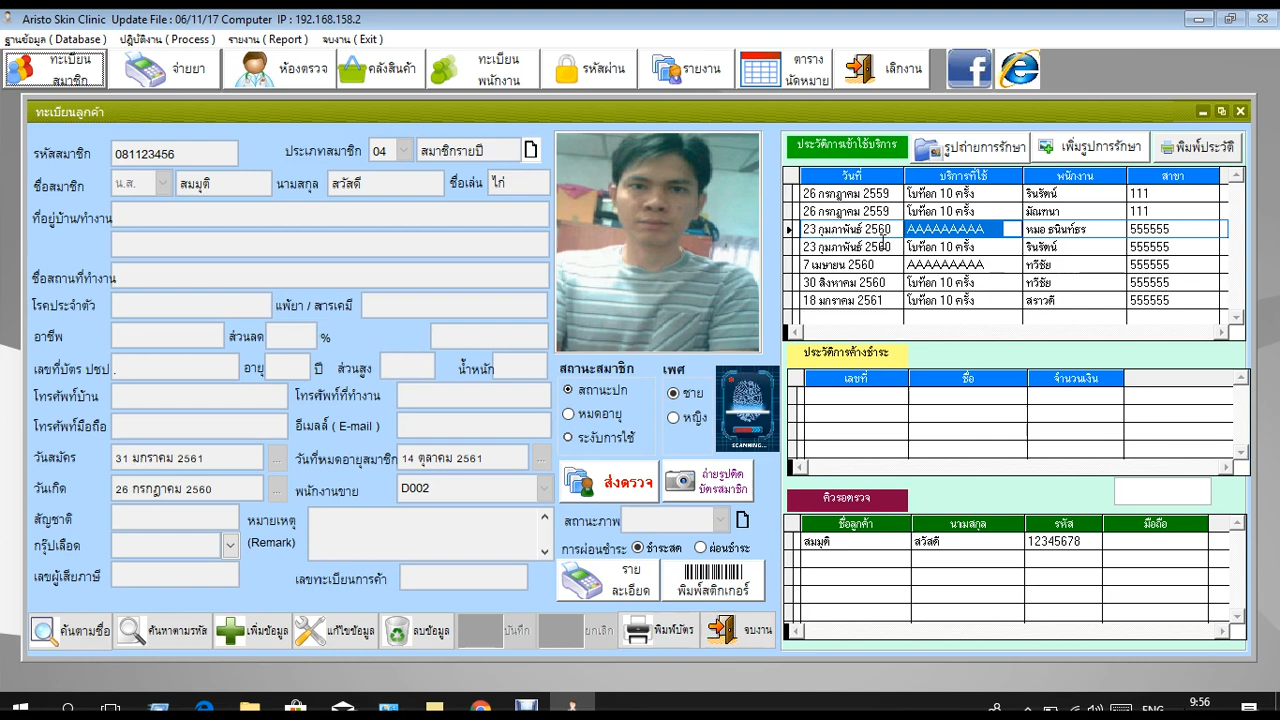 Aristo Skin Clinic Update File : 06/11/17 Computer IP : 192.168.158.2
ฐานข้อมูล ( Database ) ปฏิบัติงาน ( Process ) รายงาน ( Report ) จบงาน ( Exit )
ทะเบียน
สมาชิก
จ่ายยา
ห้องตรวจ
คลังสินค้า
ทะเบียน
พนักงาน
รหัสผ่าน
รายงาน
ตาราง
นัดหมาย
เลิกงาน
ทะเบียนลูกค้า
รหัสสมาชิก 081123456 ประเภทสมาชิก 04 สมาชิกรายปี
ชื่อสมาชิก น.ส. สมมุติ นามสกุล สวัสดี ชื่อเล่น ไก่
ที่อยู่บ้าน/ทำงาน
ชื่อสถานที่ทำงาน
โรคประจำตัว แพ้ยา / สารเคมี
อาชีพ ส่วนลด %
เลขที่บัตร ปชป . อายุ ปี ส่วนสูง น้ำหนัก
โทรศัพท์บ้าน โทรศัพท์ที่ทำงาน
โทรศัพท์มือถือ อีเมลล์ ( E-mail )
วันสมัคร 31 มกราคม 2561 วันที่หมดอายุสมาชิก 14 ตุลาคม 2561
วันเกิด 26 กรกฎาคม 2560 พนักงานขาย D002
สัญชาติ หมายเหตุ
(Remark)
กรุ๊ปเลือด
เลขผู้เสียภาษี เลขทะเบียนการค้า
สถานะสมาชิก เพศ
สถานะปก ชาย
หมดอายุ หญิง
ระงับการใช้
SCANNING...
ส่งตรวจ
ถ่ายรูปติด
บัตรสมาชิก
สถานะภาพ
การผ่อนชำระ ชำระสด ผ่อนชำระ
ราย
ละเอียด
พิมพ์สติกเกอร์
ค้นตามชื่อ ค้นหาตามรหัส เพิ่มข้อมูล แก้ไขข้อมูล ลบข้อมูล บันทึก ยกเลิก พิมพ์บัตร จบงาน
ประวัติการเข้าใช้บริการ รูปถ่ายการรักษา เพิ่มรูปการรักษา พิมพ์ประวัติ
วันที่ บริการที่ใช้ พนักงาน สาขา
26 กรกฎาคม 2559 โบท้อก 10 ครั้ง รินรัตน์ 111
26 กรกฎาคม 2559 โบท้อก 10 ครั้ง มัณฑนา 111
23 กุมภาพันธ์ 2560 AAAAAAAAA หมอ ธนินท์ธร 555555
23 กุมภาพันธ์ 2560 โบท้อก 10 ครั้ง รินรัตน์ 555555
7 เมษายน 2560 AAAAAAAAA ทวีชัย 555555
30 สิงหาคม 2560 โบท้อก 10 ครั้ง ทวีชัย 555555
18 มกราคม 2561 โบท้อก 10 ครั้ง สราวดี 555555
ประวัติการค้างชำระ
เลขที่ ชื่อ จำนวนเงิน
คิวรอตรวจ
ชื่อลูกค้า นามสกุล รหัส มือถือ
สมมุติ สวัสดี 12345678
ENG
9:56